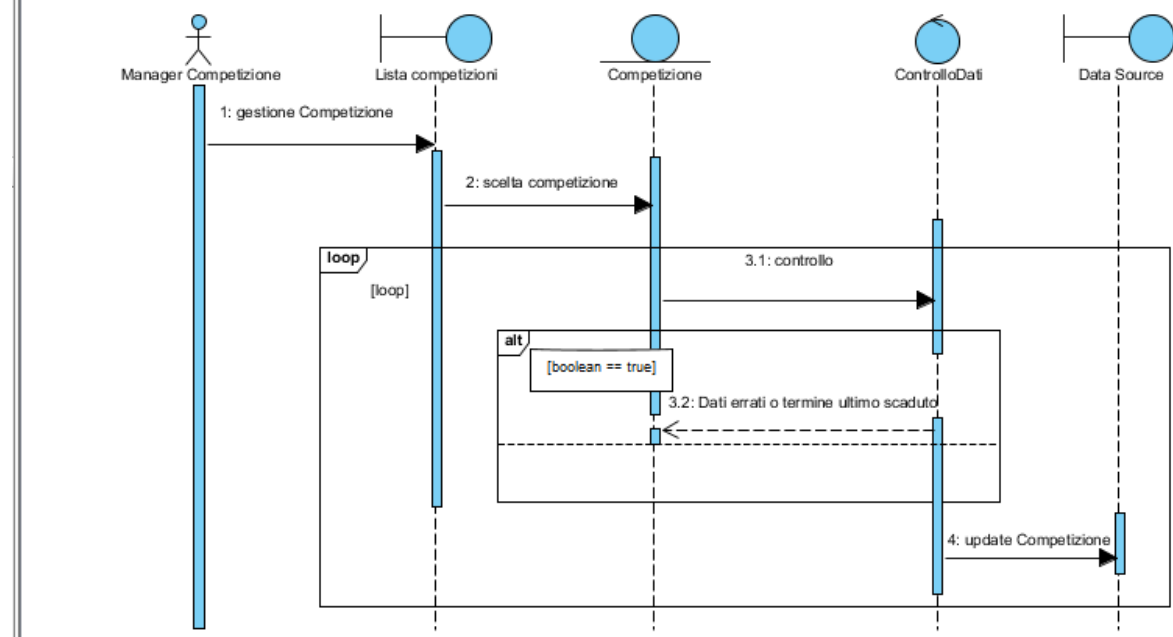 Manager Competizione
Lista competizioni
Competizione
ControlloDati
Data Source
1: gestione Competizione
2: scelta competizione
loop
3.1: controllo
[loop]
alt
[boolean == true]
3.2: Dati errati o termine ultimo scaduto
4: update Competizione